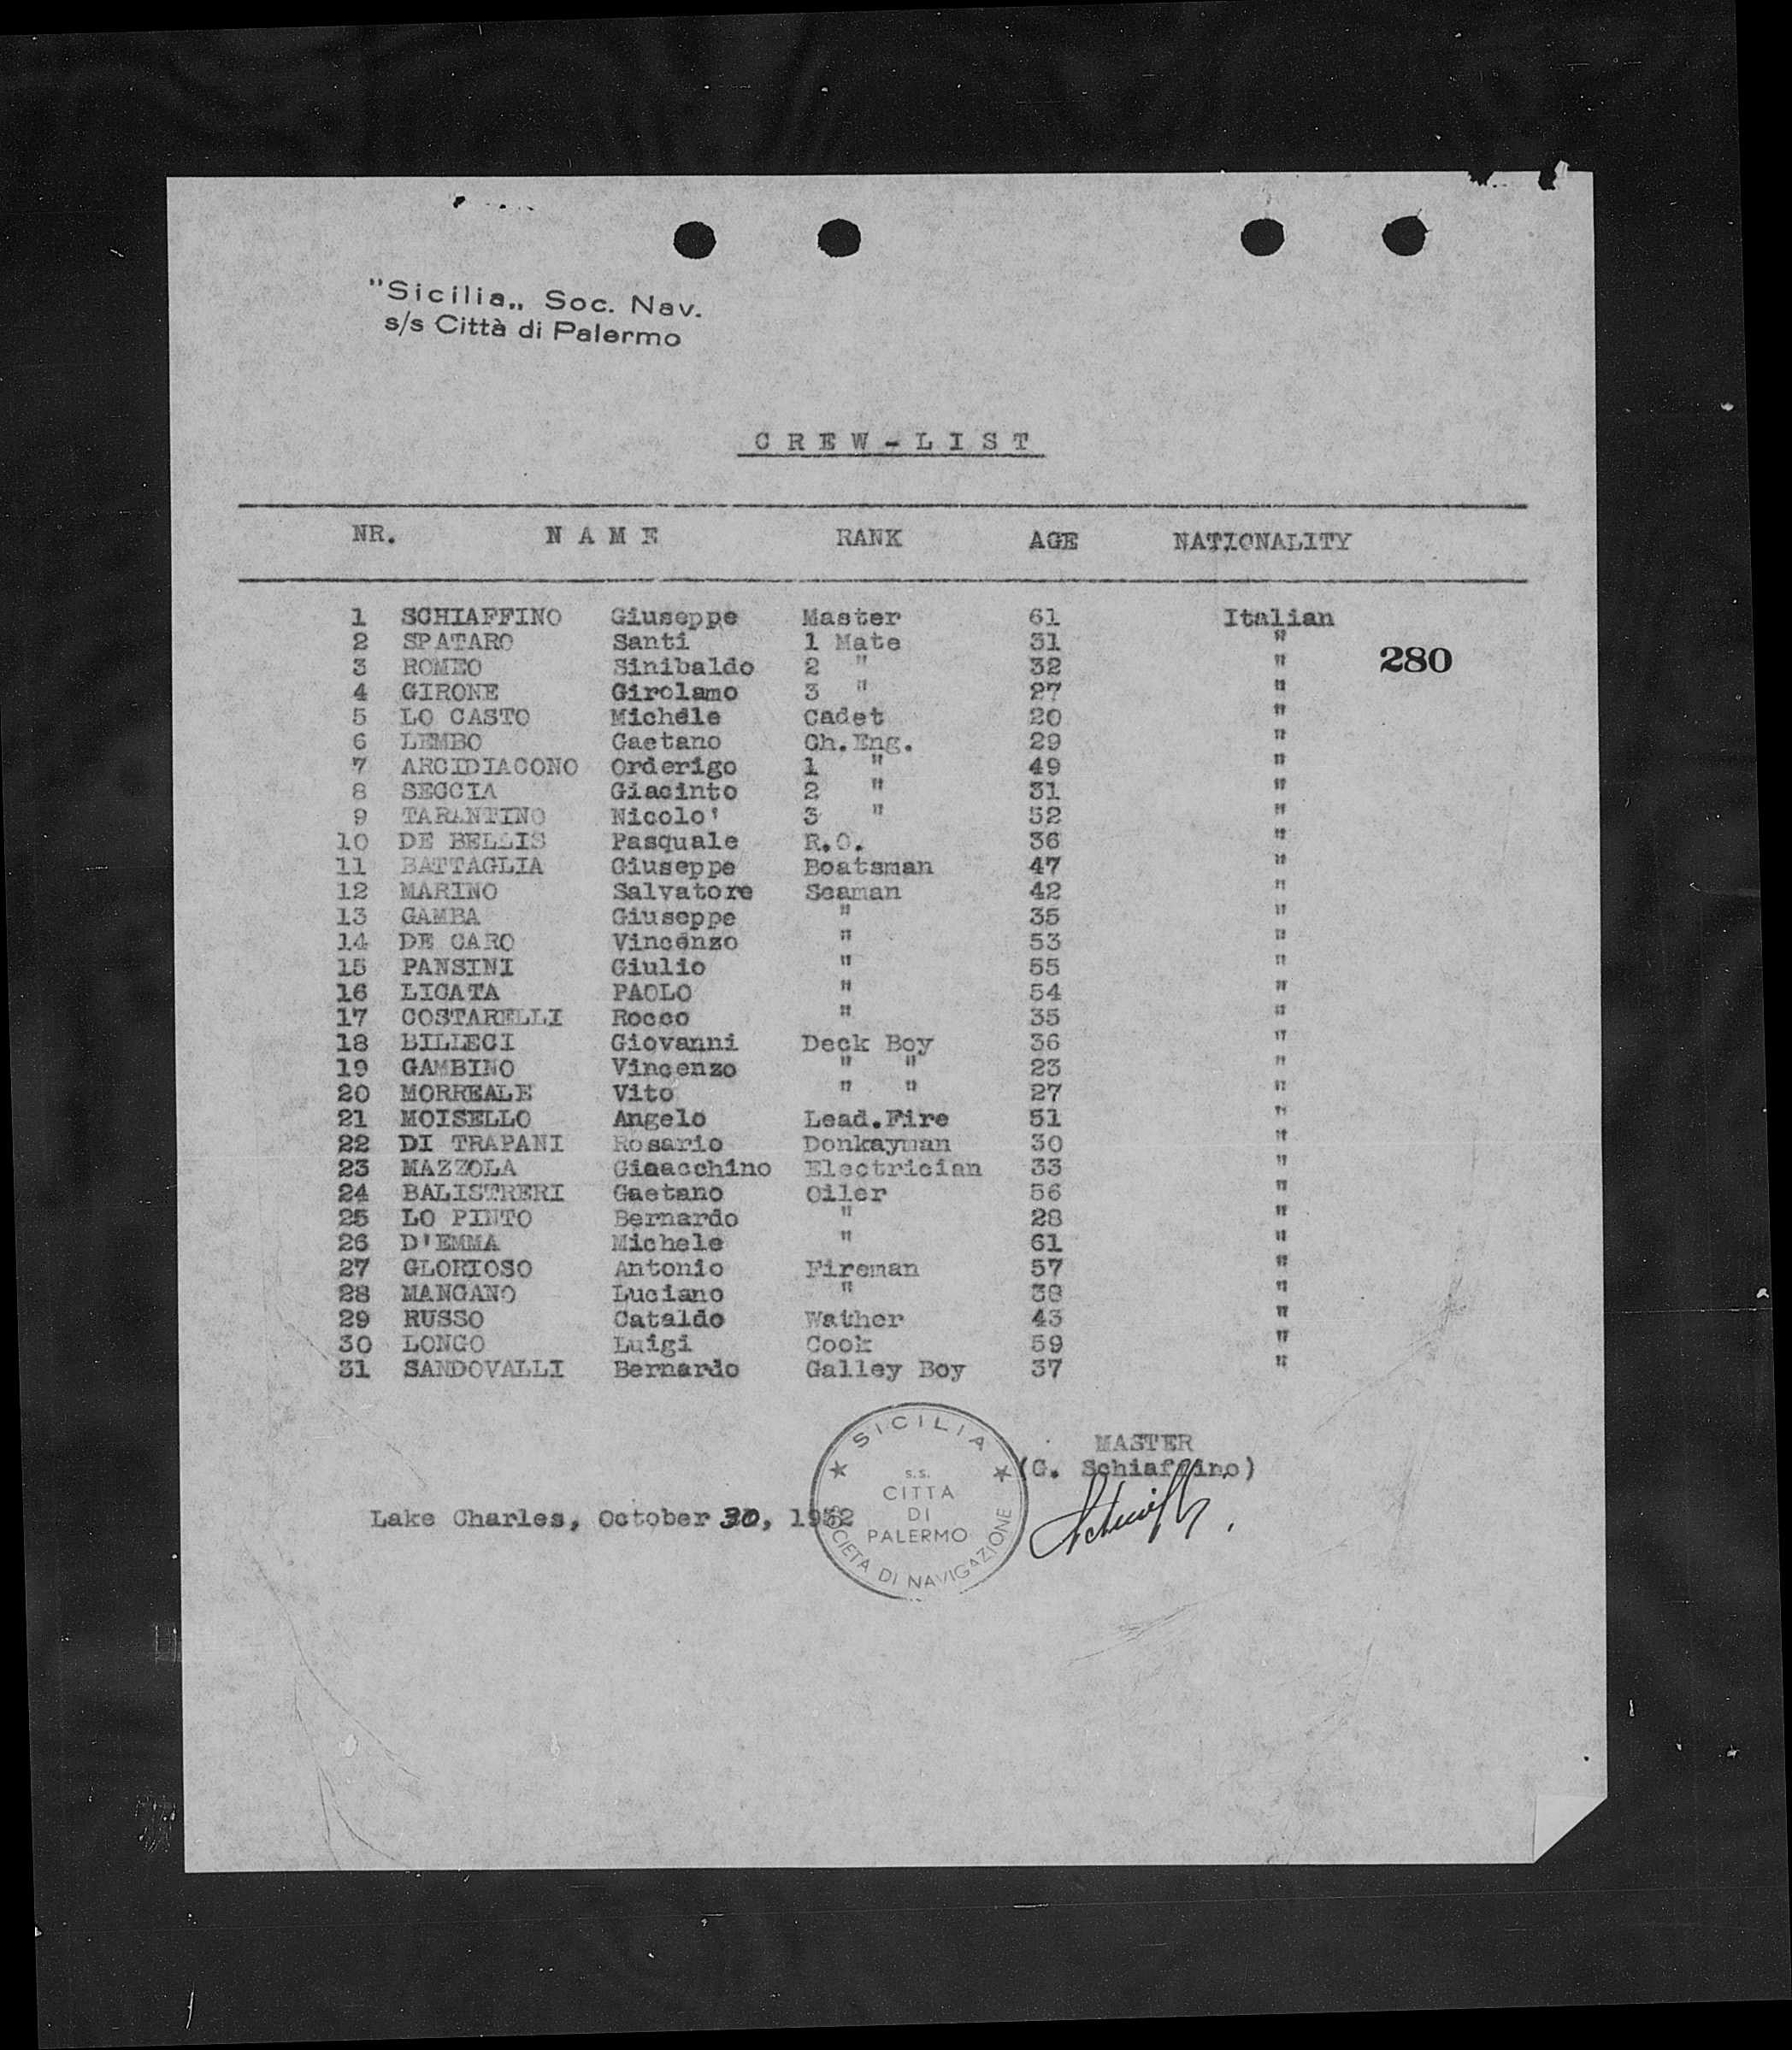 "Sicilia„ Soc. Nav.
s/s Città di Palermo
CREW-LIST
NR. NAME RANK AGE NATIONALITY
1 SCHIAFFINO Giuseppe Master 61 Italian
2 SPATARO Santi 1 Mate 31 "
280
3 ROMEO Sinibaldo 2 " 32 "
4 GIRONE Girolamo 3 " 27 "
5 LO CASTO Michele Cadet 20 "
6 LEMBO Gaetano Ch.Eng. 29 "
7 ARCIDIACONO Orderigo 1 " 49 "
8 SECCIA Giacinto 2 " 31 "
9 TARANTINO Nicolo' 3 " 52 "
10 DE BELLIS Pasquale R.O. 36 "
11 BATTAGLIA Giuseppe Boatsman 47 "
12 MARINO Salvatore Seaman 42 "
13 GAMBA Giuseppe " 35 "
14 DE CARO Vincenzo " 53 "
15 PANSINI Giulio " 55 "
16 LICATA PAOLO " 54 "
17 COSTARELLI Rocco " 35 "
18 BILLECI Giovanni Deck Boy 36 "
19 GAMBINO Vincenzo " " 23 "
20 MORREALE Vito " " 27 "
21 MOISELLO Angelo Lead.Fire 51 "
22 DI TRAPANI Rosario Donkayman 30 "
23 MAZZOLA Giaacchino Electrician 33 "
24 BALISTRERI Gaetano Oiler 56 "
25 LO PINTO Bernardo " 28 "
26 D'EMMA Michele " 61 "
27 GLORIOSO Antonio Fireman 57 "
28 MANGANO Luciano " 38 "
29 RUSSO Cataldo Wather 43 "
30 LONGO Luigi Cook 59 "
31 SANDOVALLI Bernardo Galley Boy 37 "
MASTER
(G. Schiaffino)
Lake Charles, October 30, 1952
SICILIA
S.S.
CITTA
DI
PALERMO
SOCIETA DI NAVIGAZIONE